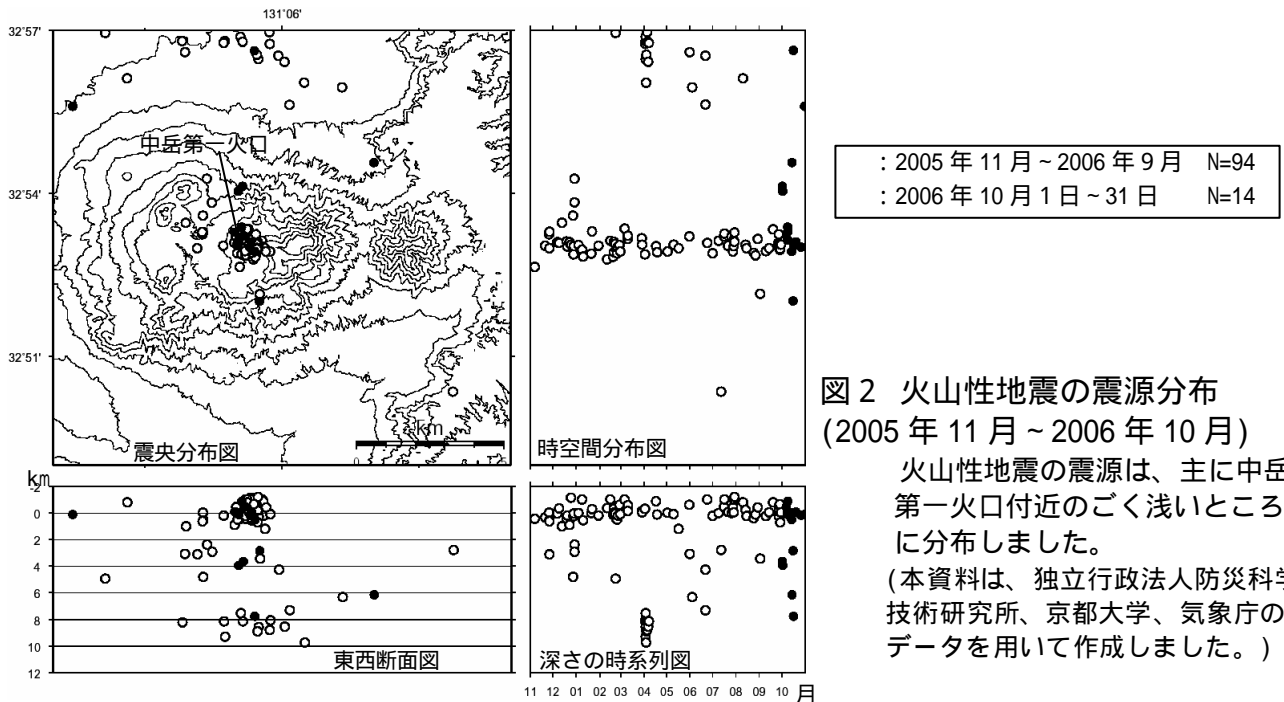 131°06'
32°57'
中岳第一火口
32°54'
32°51'
km
震央分布図
時空間分布図
: 2005 年 11 月 ~ 2006 年 9 月 N=94
: 2006 年 10 月 1 日 ~ 31 日 N=14
図 2 火山性地震の震源分布
(2005 年 11 月 ~ 2006 年 10 月)
火山性地震の震源は、主に中岳
第一火口付近のごく浅いところ
に分布しました。
(本資料は、独立行政法人防災科学
技術研究所、京都大学、気象庁の
データを用いて作成しました。)
km
-2
0
2
4
6
8
10
12
東西断面図
深さの時系列図
11 12 01 02 03 04 05 06 07 08 09 10 月